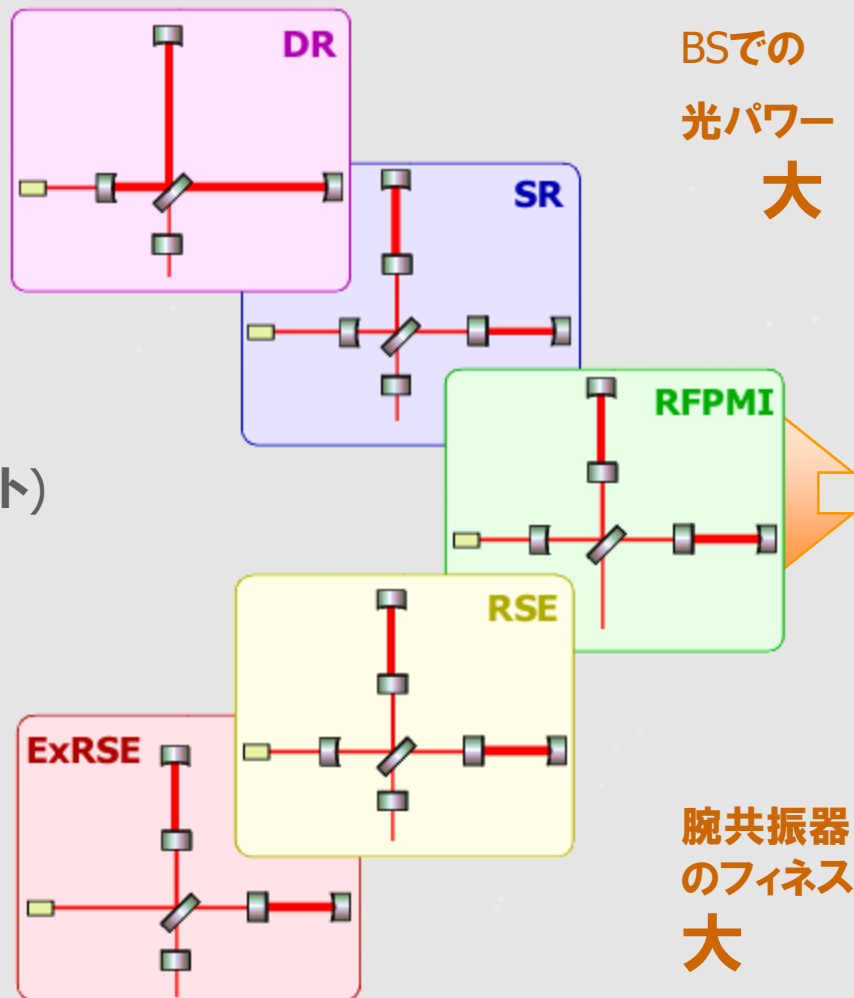 DR
BSでの
光パワー
大
SR
RFPMI
ト)
RSE
ExRSE
腕共振器
のフィネス
大